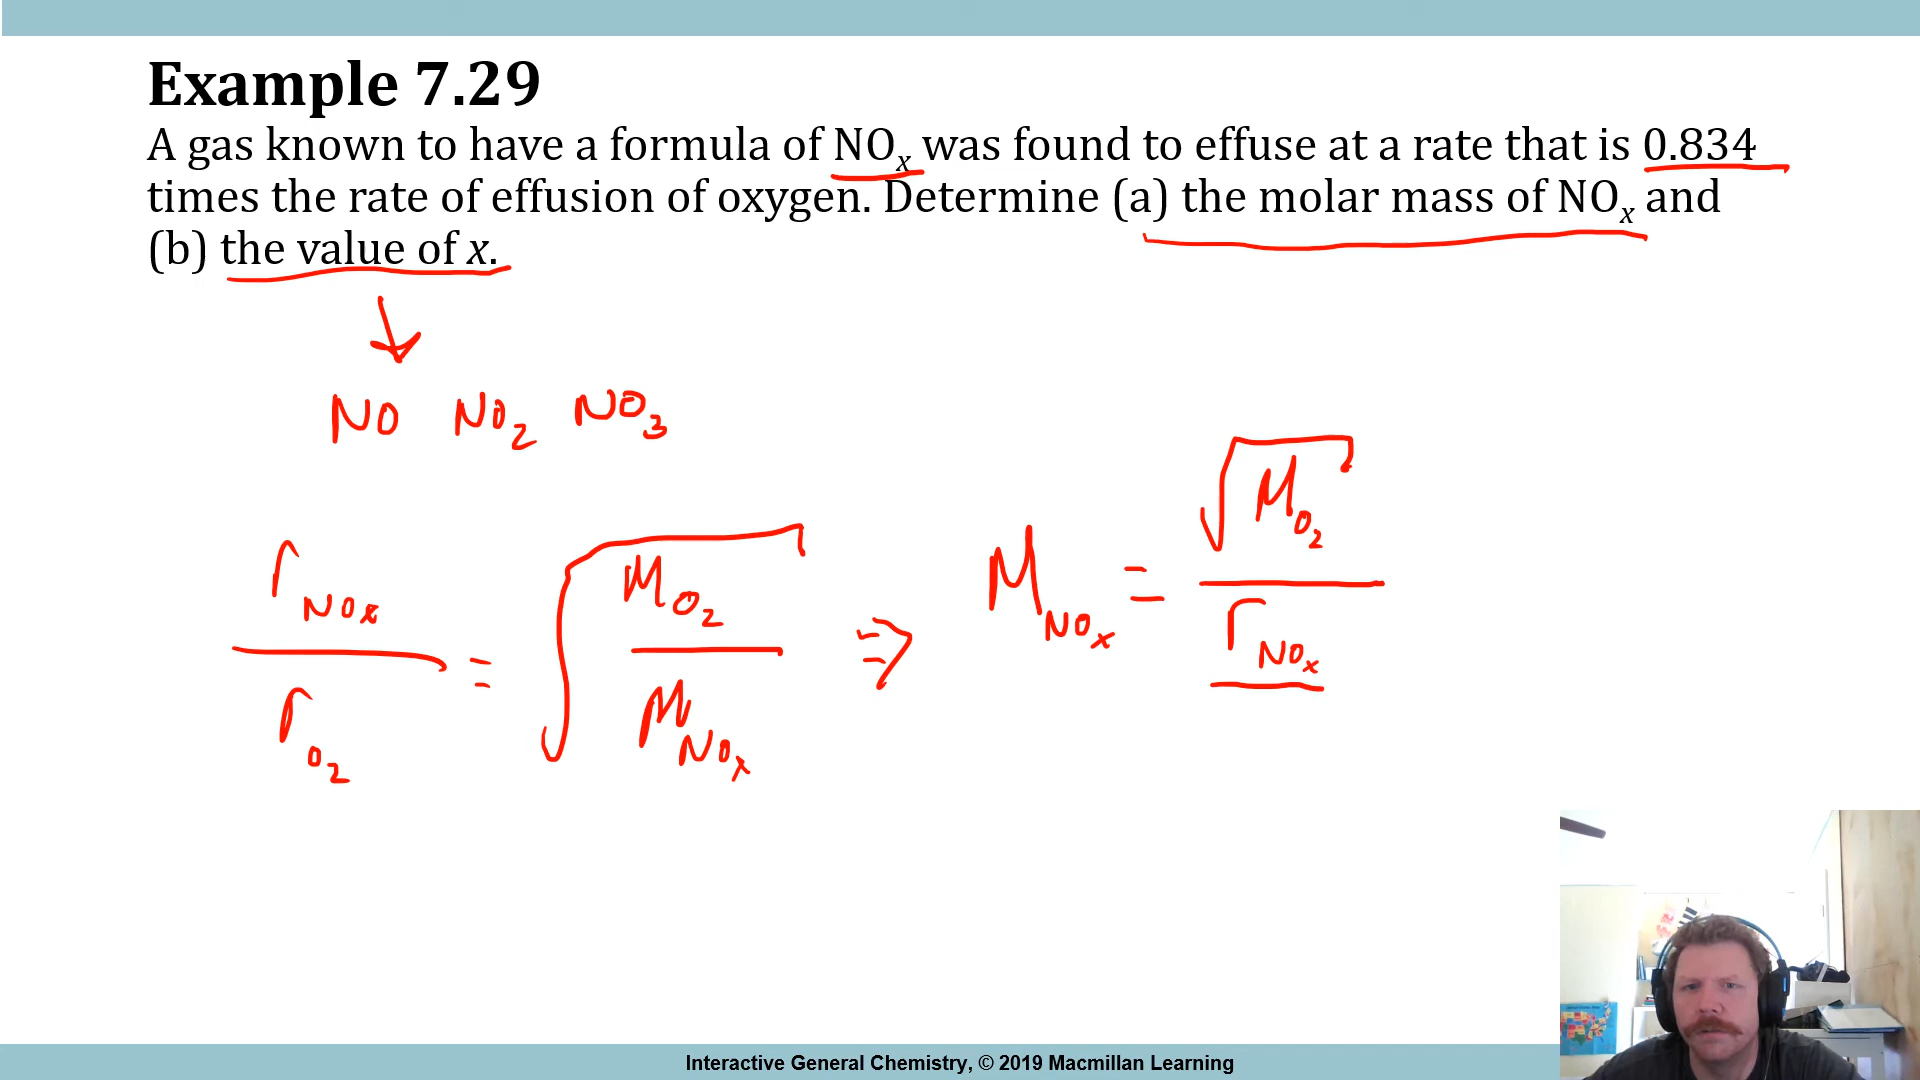 Example 7.29
A gas known to have a formula of NOx was found to effuse at a rate that is 0.834
times the rate of effusion of oxygen. Determine (a) the molar mass of NOx and
(b) the value of x.
NO NO2 NO3
rNOx / rO2 = √(MO2 / MNOx) ⇒ MNOx = √MO2 / rNOx
Interactive General Chemistry, © 2019 Macmillan Learning